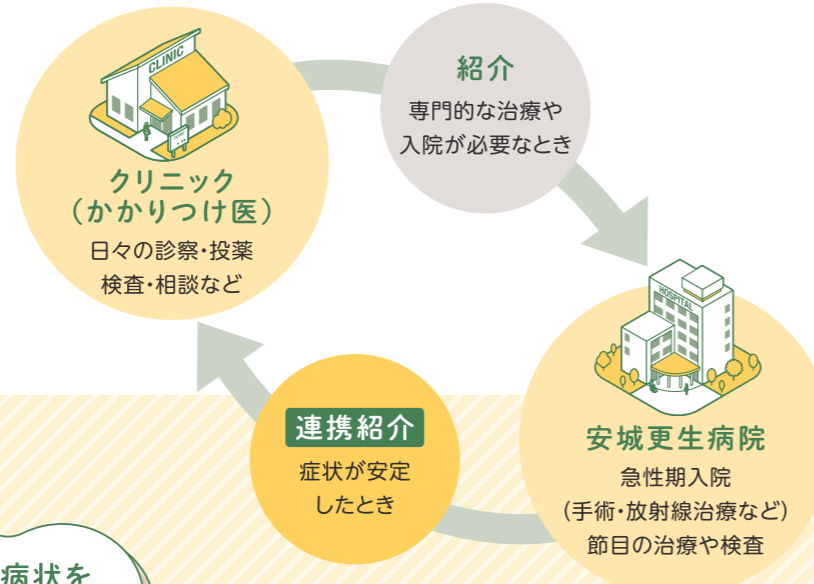 CLINIC
クリニック
（かかりつけ医）
日々の診察・投薬
検査・相談など
紹介
専門的な治療や
入院が必要なとき
HOSPITAL
安城更生病院
急性期入院
（手術・放射線治療など）
節目の治療や検査
連携紹介
症状が安定
したとき
病状を